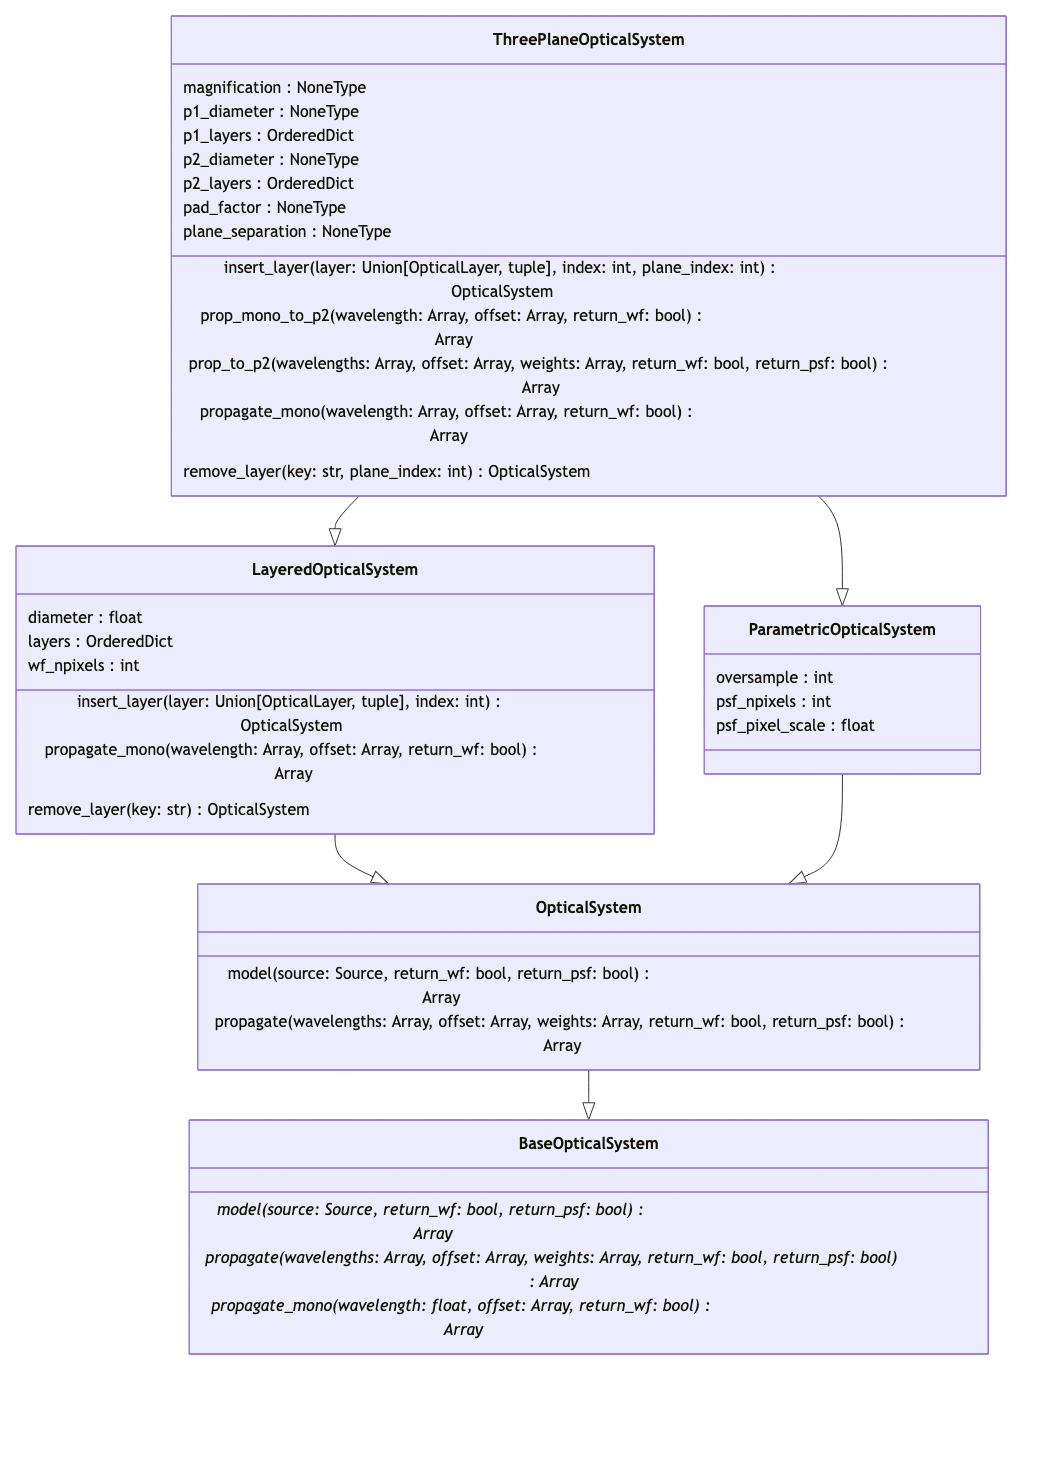 ThreePlaneOpticalSystem
magnification : NoneType
p1_diameter : NoneType
p1_layers : OrderedDict
p2_diameter : NoneType
p2_layers : OrderedDict
pad_factor : NoneType
plane_separation : NoneType
insert_layer(layer: Union[OpticalLayer, tuple], index: int, plane_index: int) :
OpticalSystem
prop_mono_to_p2(wavelength: Array, offset: Array, return_wf: bool) :
Array
prop_to_p2(wavelengths: Array, offset: Array, weights: Array, return_wf: bool, return_psf: bool) :
Array
propagate_mono(wavelength: Array, offset: Array, return_wf: bool) :
Array
remove_layer(key: str, plane_index: int) : OpticalSystem
LayeredOpticalSystem
diameter : float
layers : OrderedDict
wf_npixels : int
insert_layer(layer: Union[OpticalLayer, tuple], index: int) :
OpticalSystem
propagate_mono(wavelength: Array, offset: Array, return_wf: bool) :
Array
remove_layer(key: str) : OpticalSystem
ParametricOpticalSystem
oversample : int
psf_npixels : int
psf_pixel_scale : float
OpticalSystem
model(source: Source, return_wf: bool, return_psf: bool) :
Array
propagate(wavelengths: Array, offset: Array, weights: Array, return_wf: bool, return_psf: bool) :
Array
BaseOpticalSystem
model(source: Source, return_wf: bool, return_psf: bool) :
Array
propagate(wavelengths: Array, offset: Array, weights: Array, return_wf: bool, return_psf: bool)
: Array
propagate_mono(wavelength: float, offset: Array, return_wf: bool) :
Array